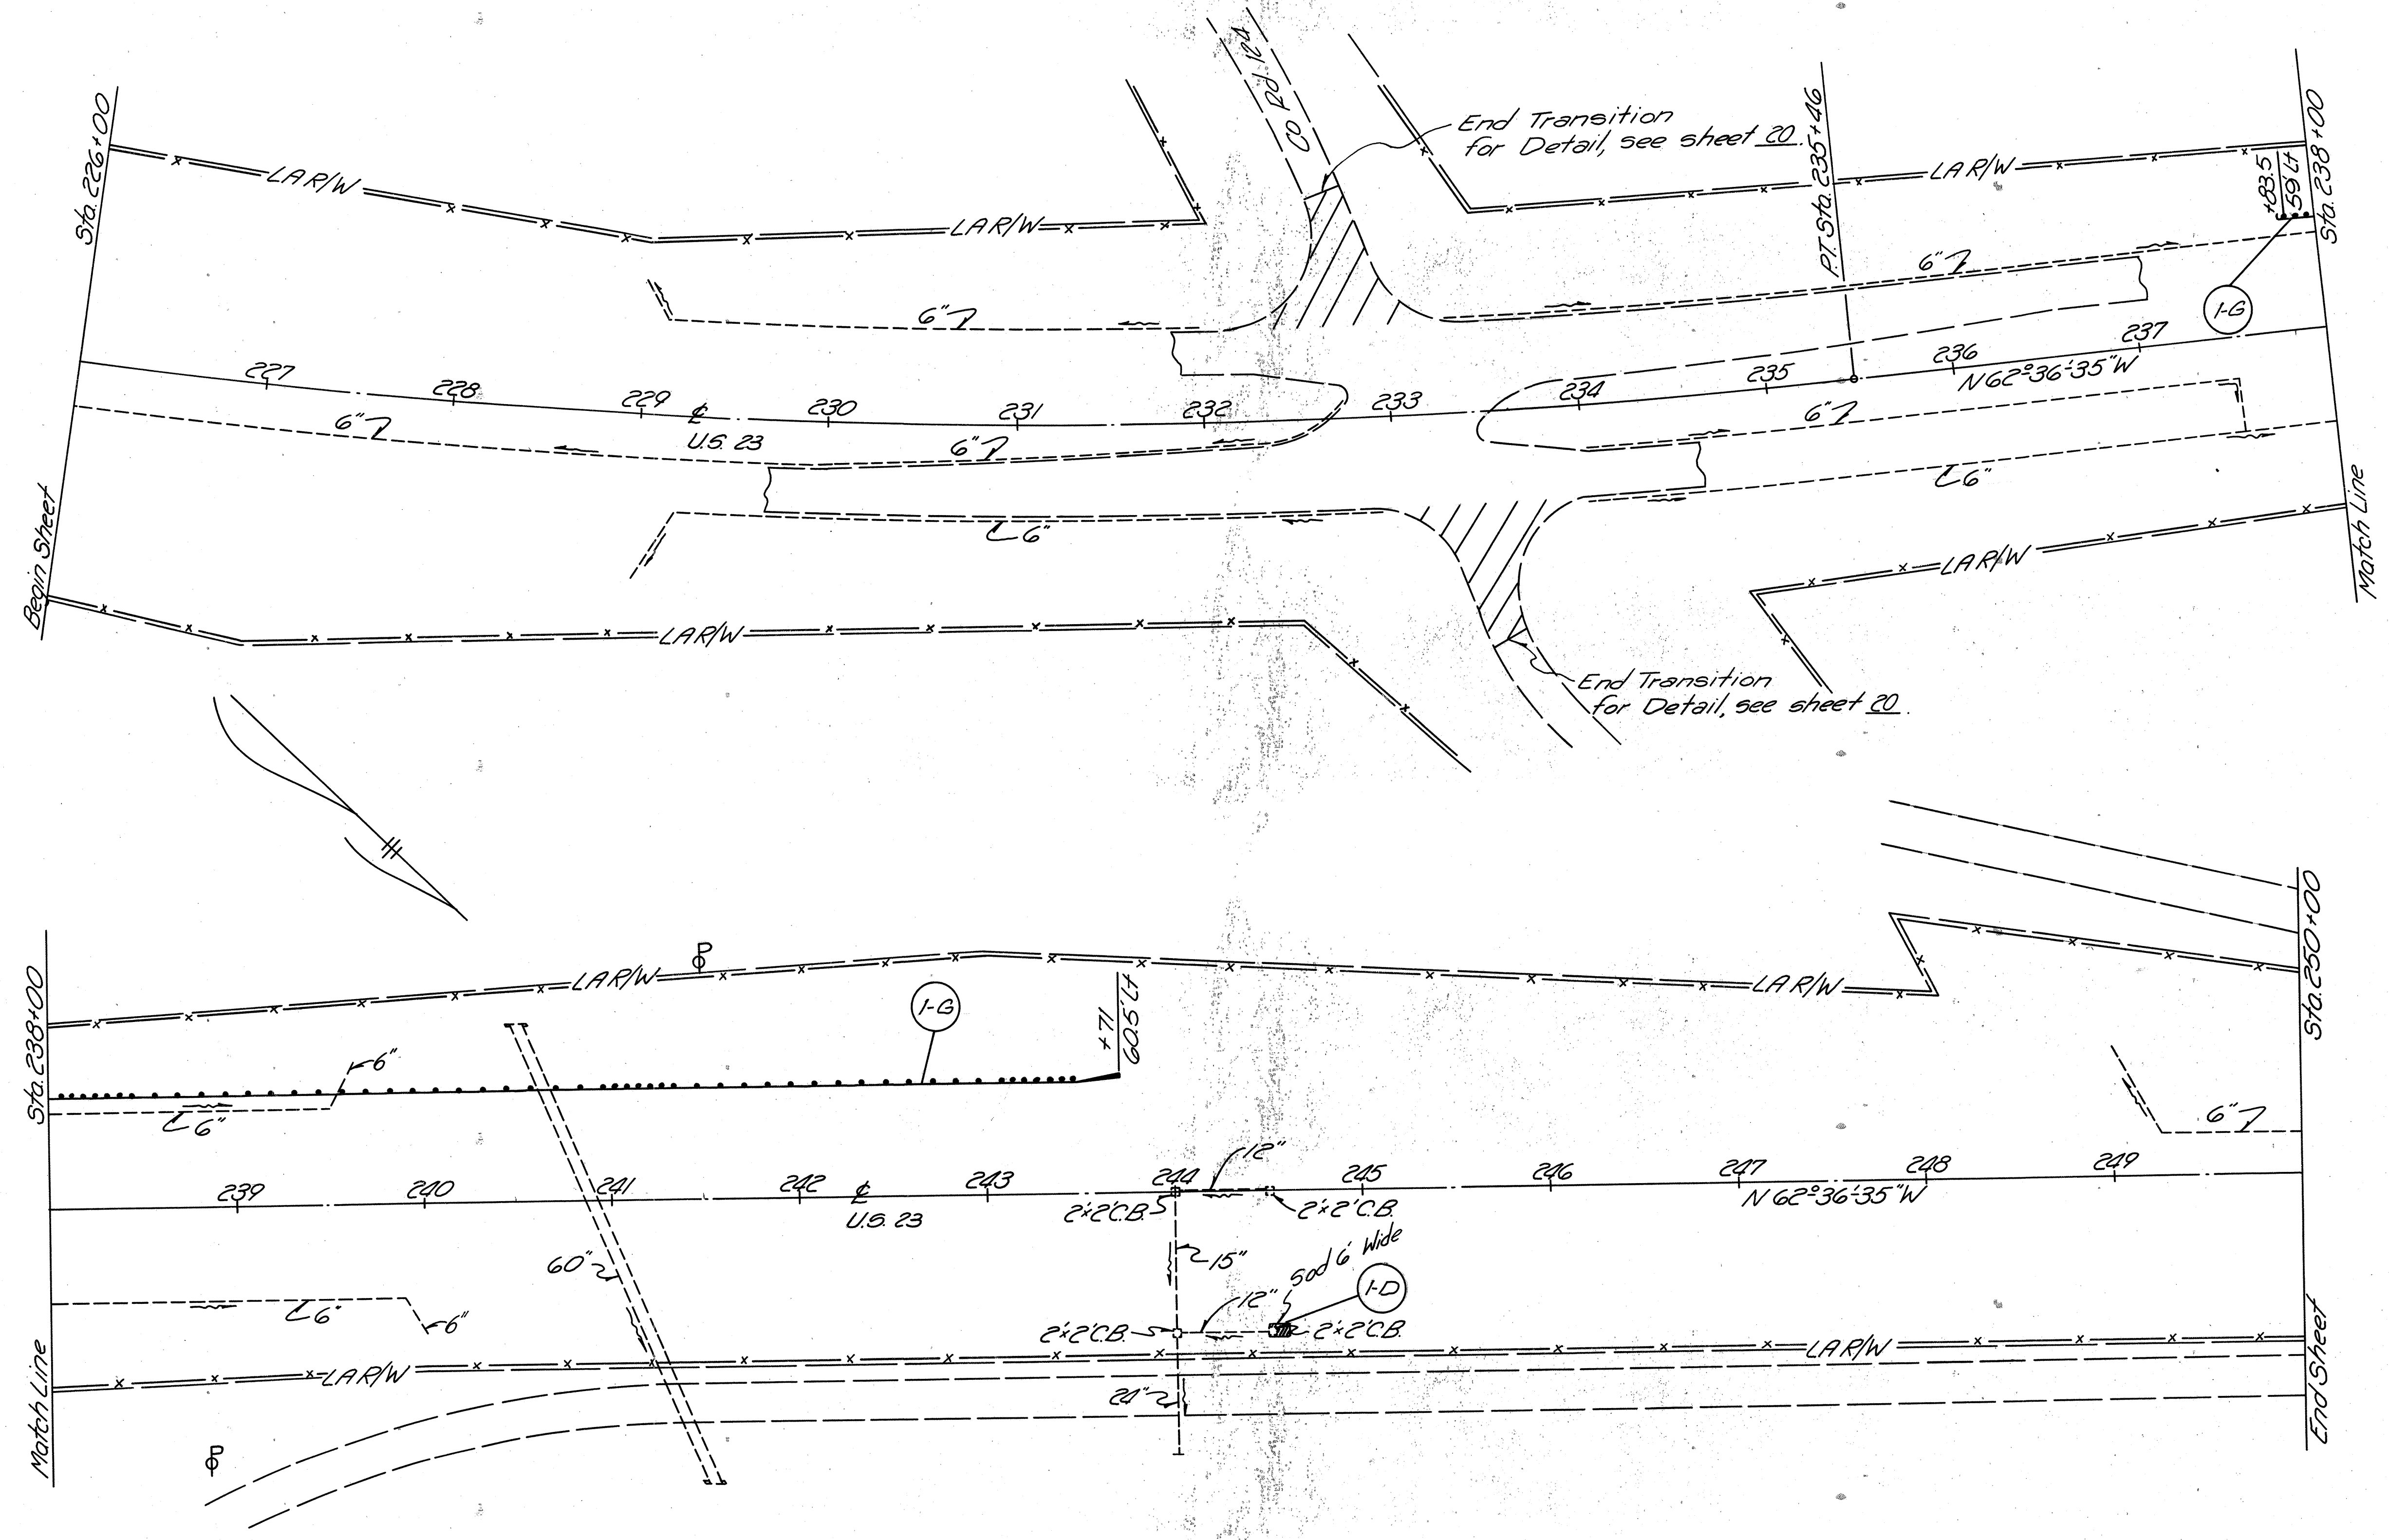 Sta. 226+00
Begin Sheet
LA R/W
LA R/W
Co Rd. 124
End Transition
for Detail, see sheet 20.
P.T. Sta. 235+46
LA R/W
+83.5
59' Lt
Sta. 238+00
1-G
6"
6"
6"
227
228
229
℄
U.S. 23
230
231
232
233
234
235
236
237
N 62°-36'-35" W
6"
6"
6"
6"
6"
LA R/W
LA R/W
Match Line
End Transition
for Detail, see sheet 20.
Sta. 238+00
Match Line
LA R/W
P
1-G
+71
60.5' Lt
LA R/W
Sta. 250+00
End Sheet
6"
6"
6"
239
240
241
242
℄
U.S. 23
243
244
12"
245
246
247
248
249
N 62°-36'-35" W
2'x2' C.B.
2'x2' C.B.
60"
15"
Sod 6' Wide
1-D
12"
2'x2' C.B.
2'x2' C.B.
6"
6"
LA R/W
LA R/W
24"
P